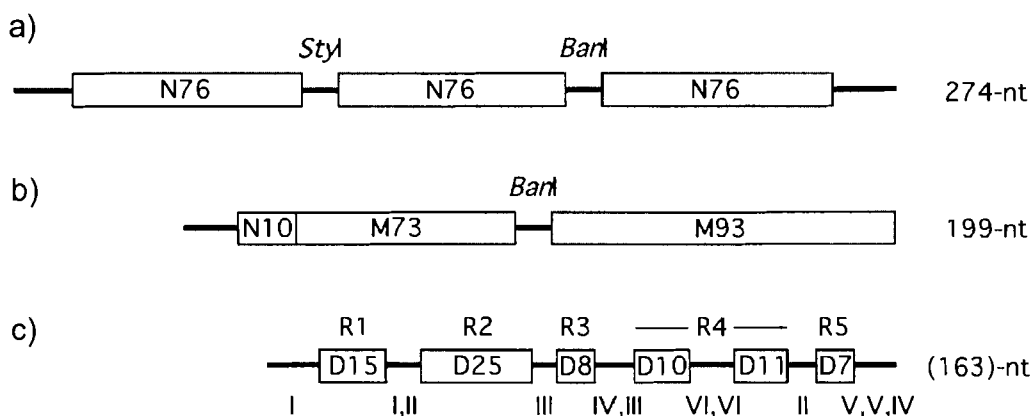 a)
StyI BanI
N76 N76 N76 274-nt
b)
BanI
N10 M73 M93 199-nt
c)
R1 R2 R3 R4 R5
D15 D25 D8 D10 D11 D7 (163)-nt
I I,II III IV,III VI,VI II V,V,IV